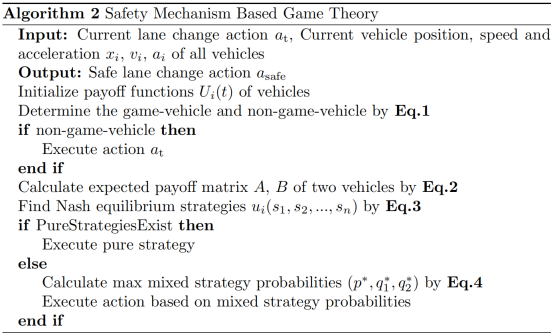 Algorithm 2 Safety Mechanism Based Game Theory
Input: Current lane change action a_t, Current vehicle position, speed and
acceleration x_i, v_i, a_i of all vehicles
Output: Safe lane change action a_safe
Initialize payoff functions U_i(t) of vehicles
Determine the game-vehicle and non-game-vehicle by Eq.1
if non-game-vehicle then
Execute action a_t
end if
Calculate expected payoff matrix A, B of two vehicles by Eq.2
Find Nash equilibrium strategies u_i(s_1, s_2, ..., s_n) by Eq.3
if PureStrategiesExist then
Execute pure strategy
else
Calculate max mixed strategy probabilities (p*, q_1*, q_2*) by Eq.4
Execute action based on mixed strategy probabilities
end if